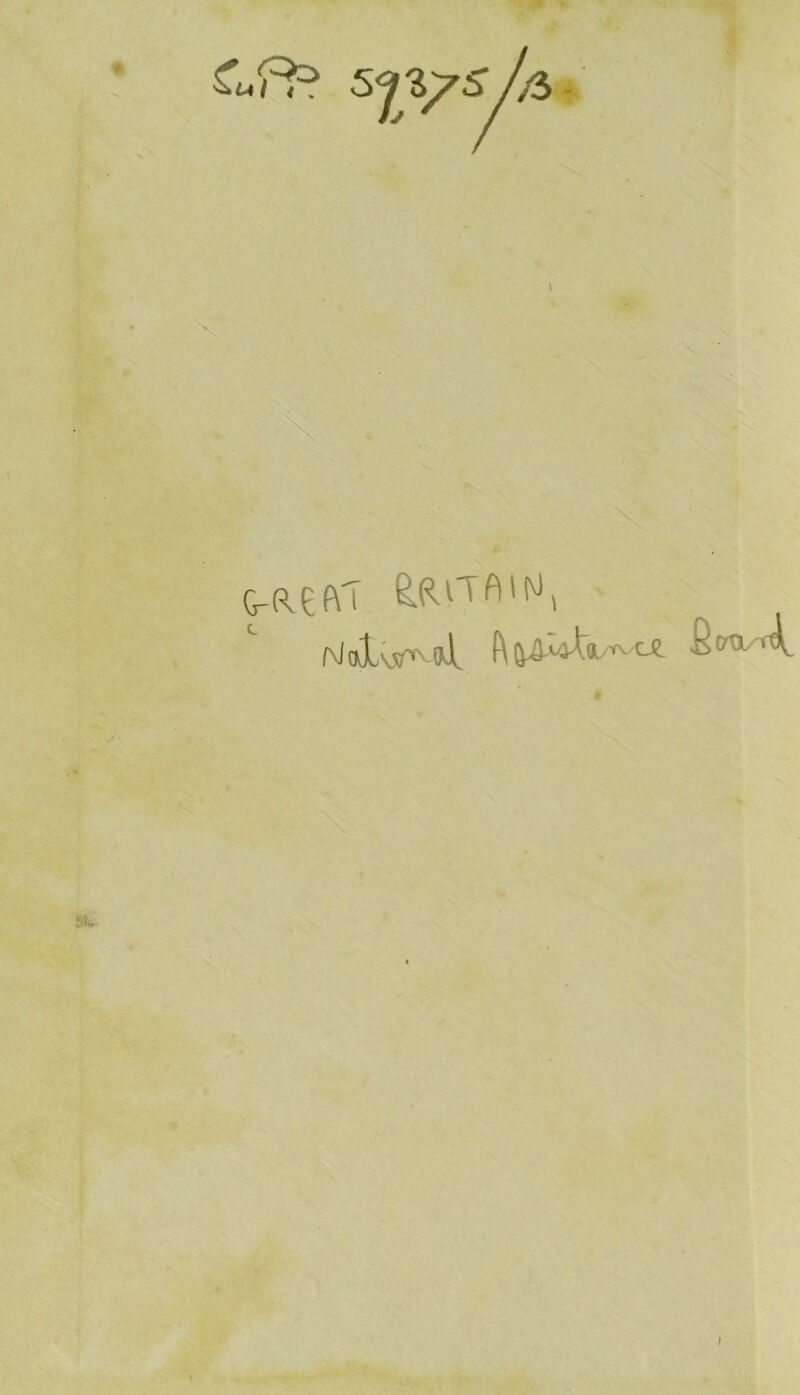 Supp. 59375/B
GREAT BRITAIN,
National Assistance Board